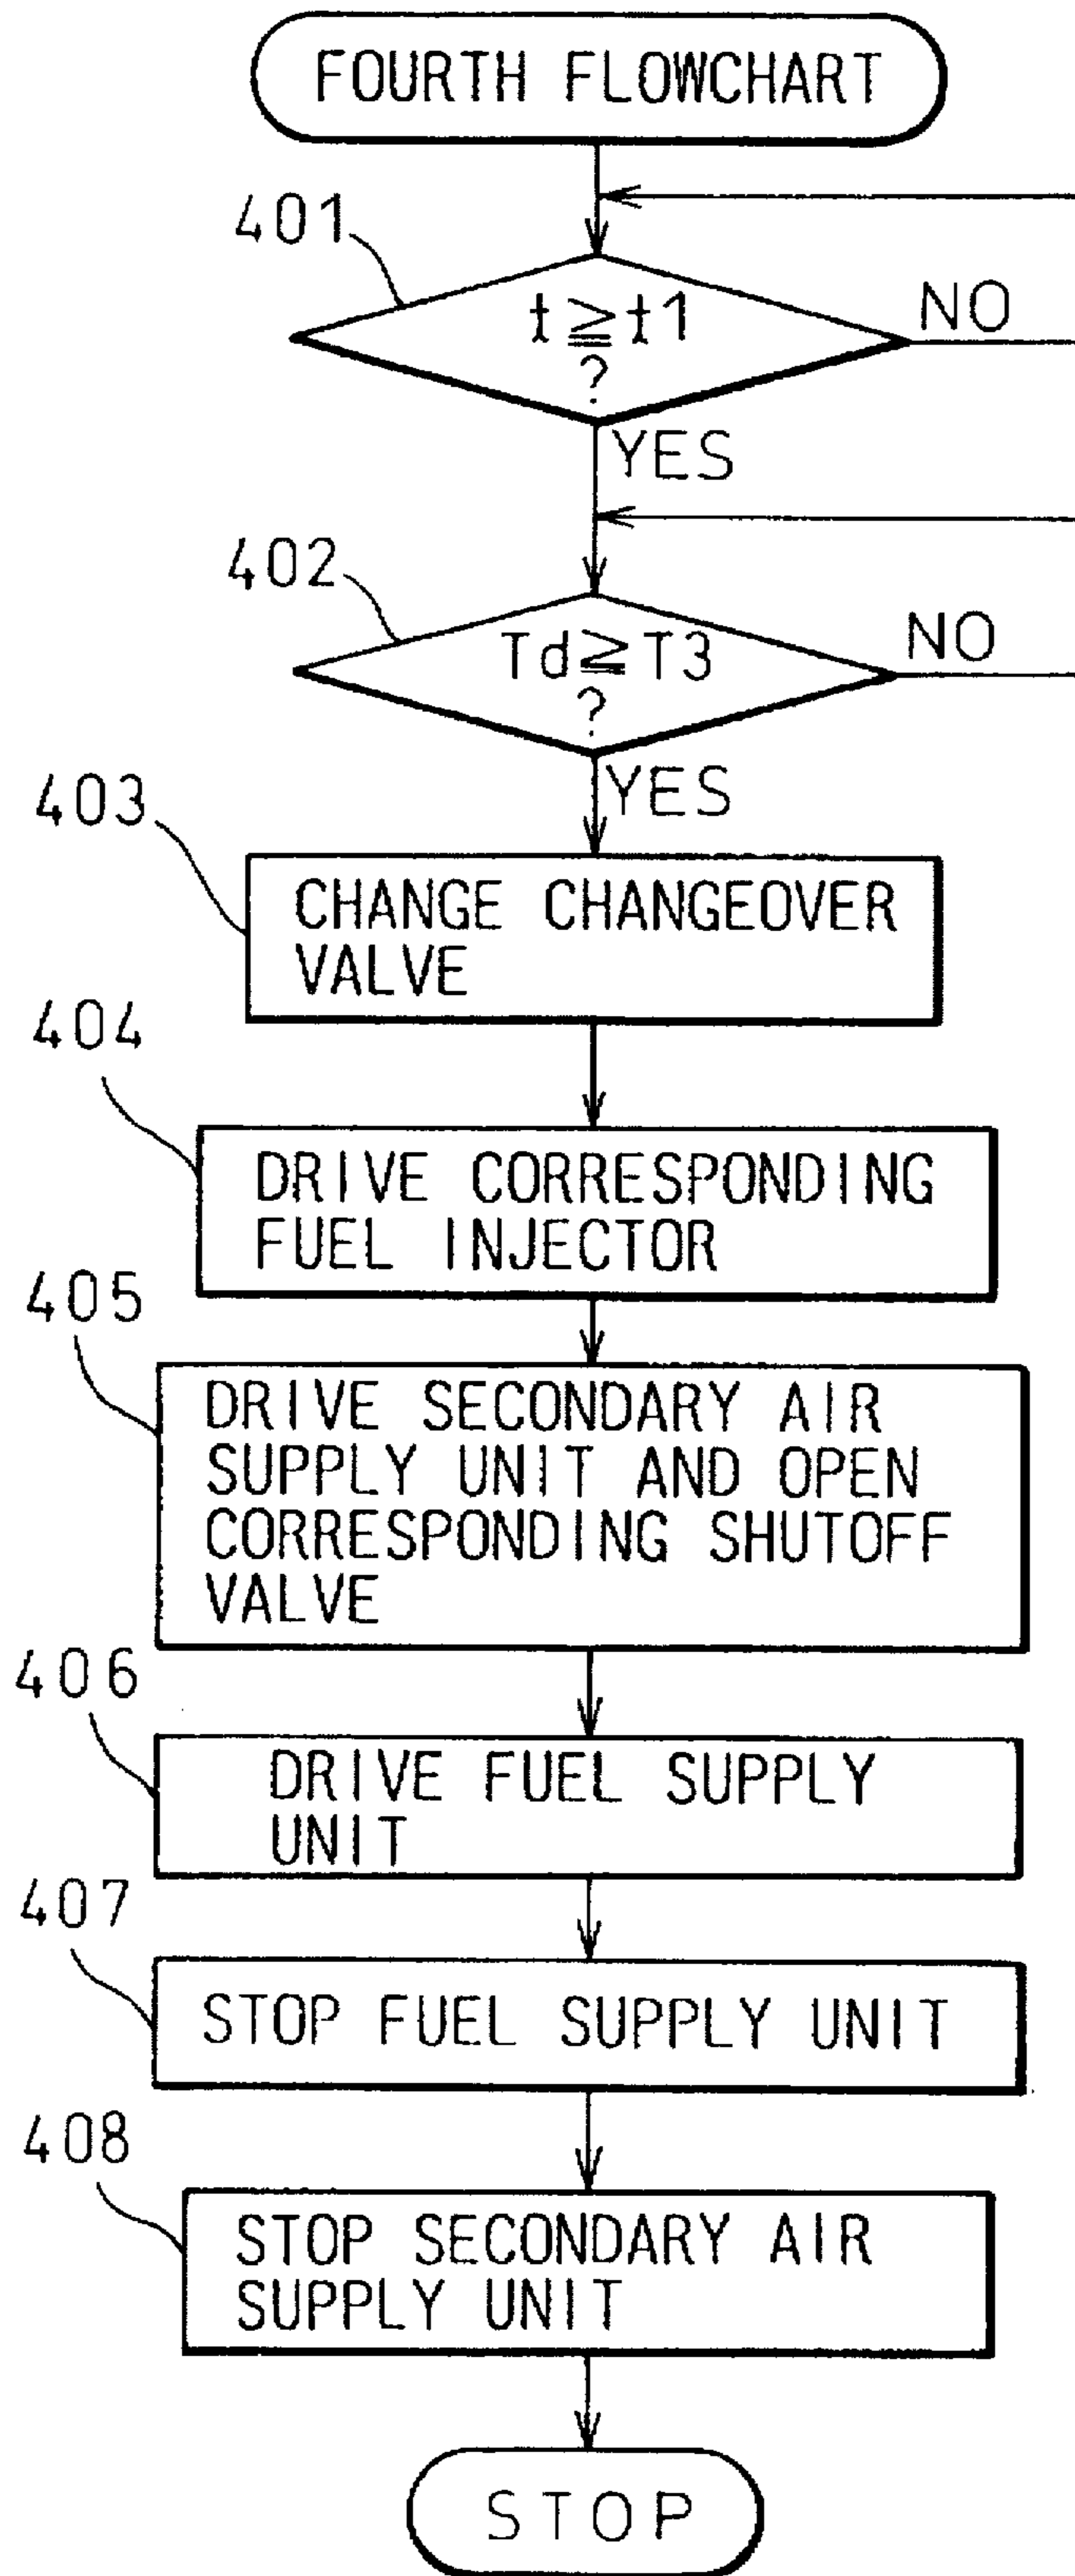 FOURTH FLOWCHART
401
t≧t1
?
NO
YES
402
Td≧T3
?
NO
YES
403
CHANGE CHANGEOVER
VALVE
404
DRIVE CORRESPONDING
FUEL INJECTOR
405
DRIVE SECONDARY AIR
SUPPLY UNIT AND OPEN
CORRESPONDING SHUTOFF
VALVE
406
DRIVE FUEL SUPPLY
UNIT
407
STOP FUEL SUPPLY UNIT
408
STOP SECONDARY AIR
SUPPLY UNIT
STOP